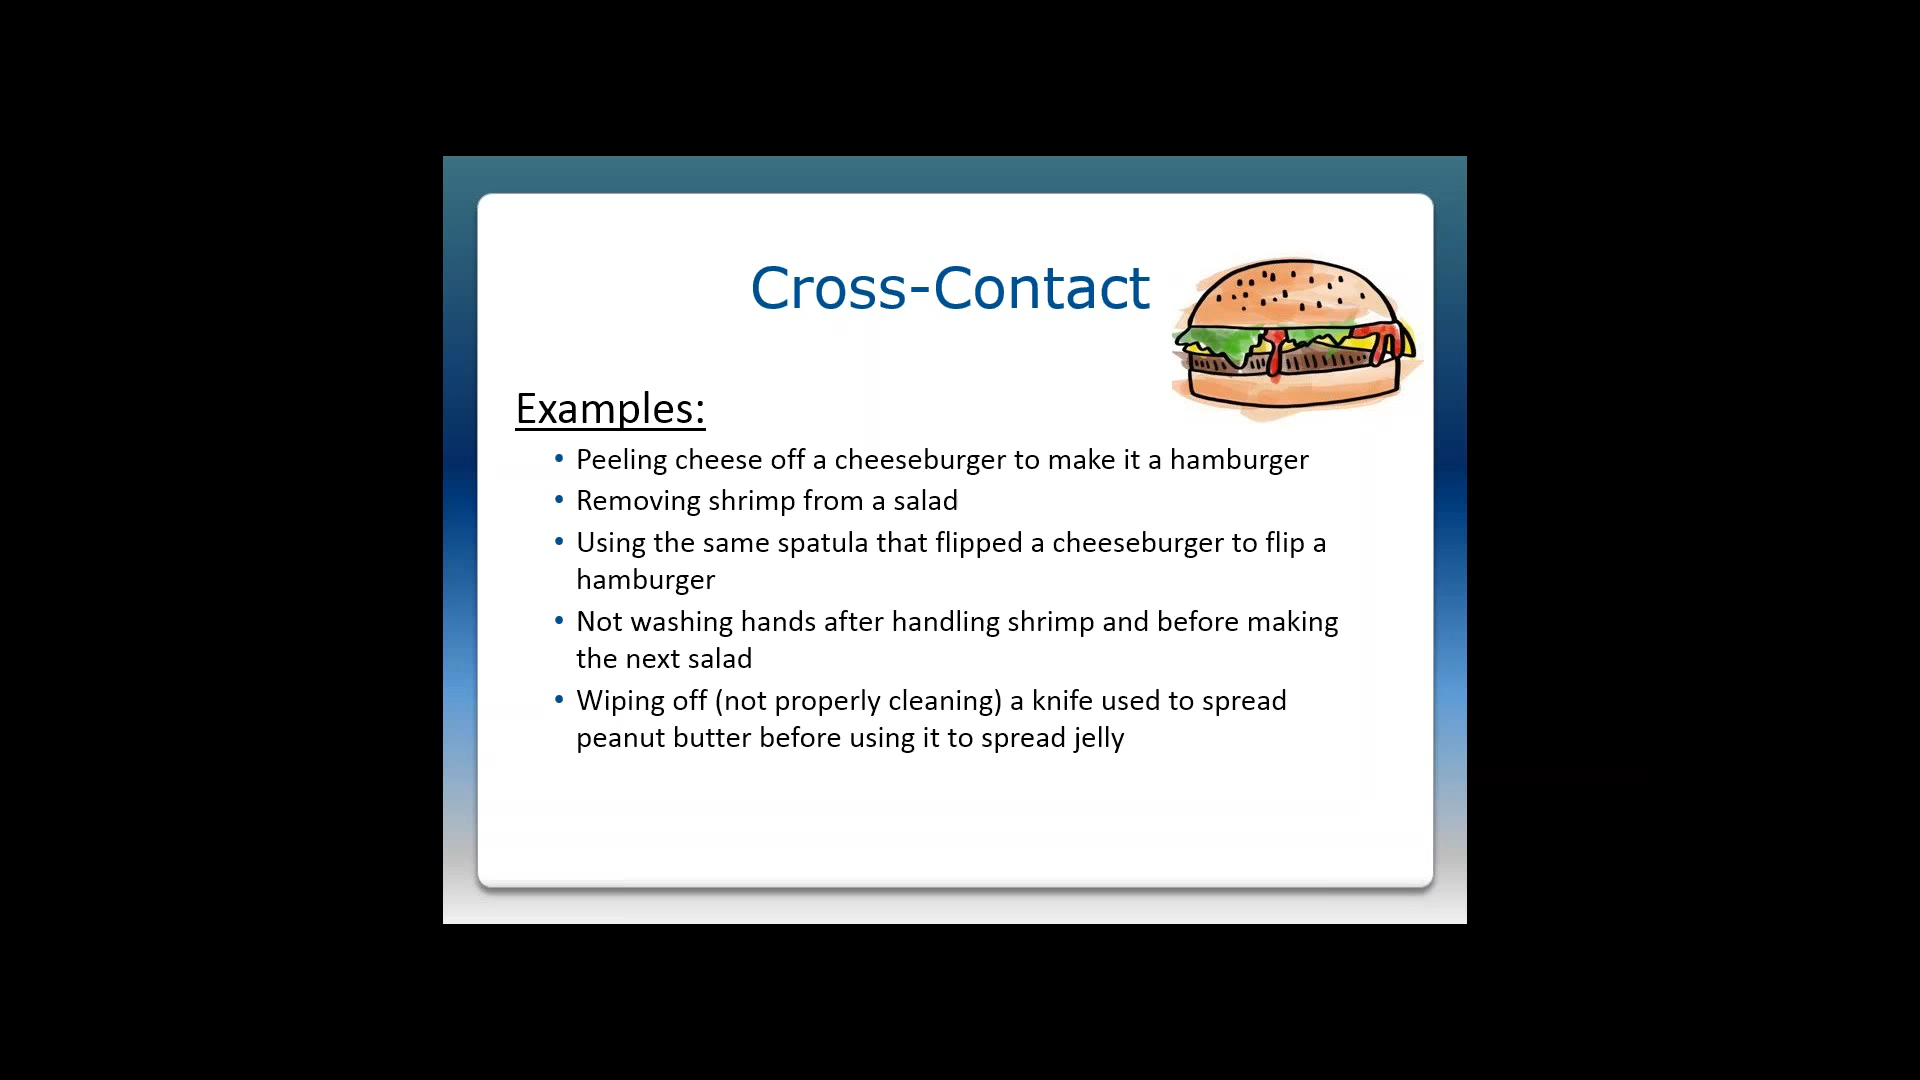 Cross-Contact
Examples:
• Peeling cheese off a cheeseburger to make it a hamburger
• Removing shrimp from a salad
• Using the same spatula that flipped a cheeseburger to flip a
hamburger
• Not washing hands after handling shrimp and before making
the next salad
• Wiping off (not properly cleaning) a knife used to spread
peanut butter before using it to spread jelly